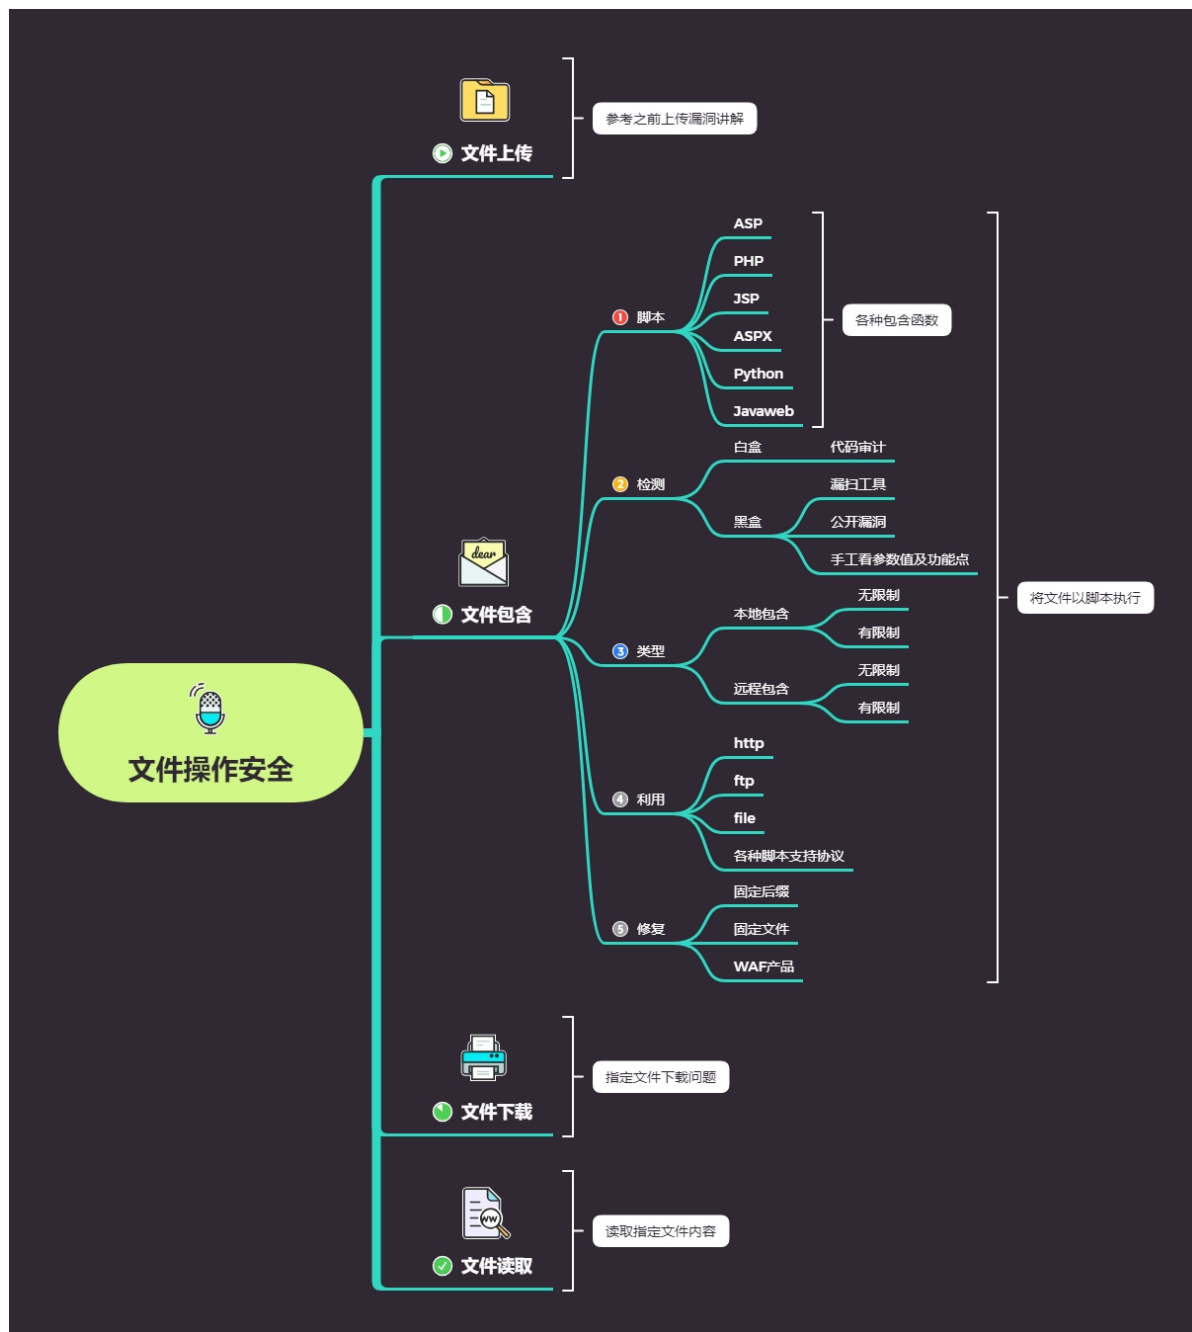 文件操作安全
文件上传
参考之前上传漏洞讲解
dear
文件包含
1 脚本
ASP
PHP
JSP
ASPX
Python
Javaweb
各种包含函数
2 检测
白盒
代码审计
黑盒
漏扫工具
公开漏洞
手工看参数值及功能点
3 类型
本地包含
无限制
有限制
远程包含
无限制
有限制
4 利用
http
ftp
file
各种脚本支持协议
5 修复
固定后缀
固定文件
WAF产品
将文件以脚本执行
文件下载
指定文件下载问题
WW
文件读取
读取指定文件内容